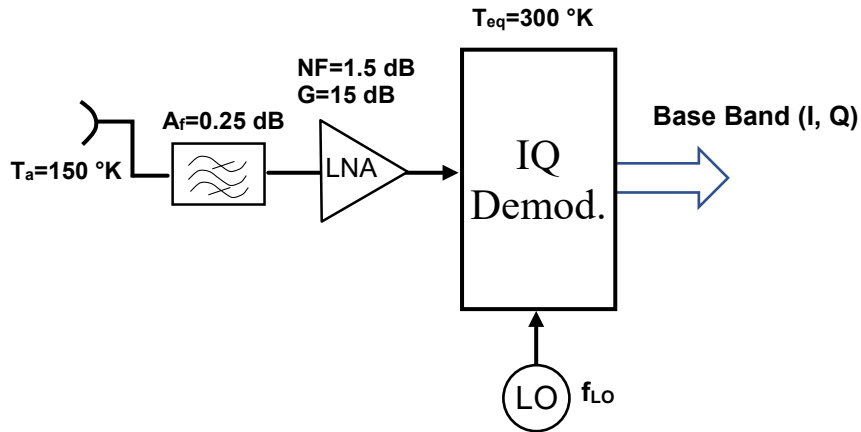 Teq=300 °K
NF=1.5 dB
G=15 dB
Af=0.25 dB
Ta=150 °K
LNA
IQ
Demod.
Base Band (I, Q)
LO
fLO